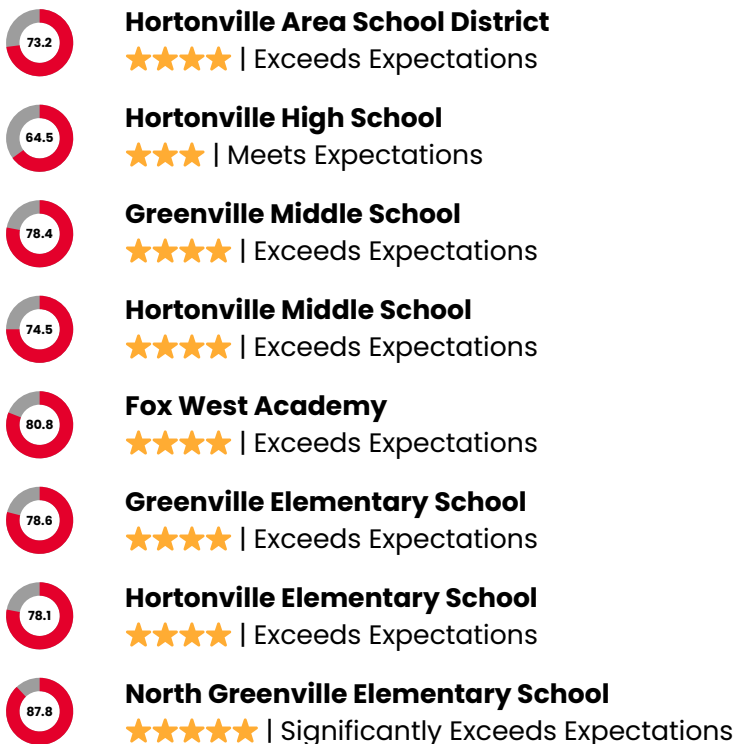 73.2
Hortonville Area School District
★★★★ | Exceeds Expectations
64.5
Hortonville High School
★★★ | Meets Expectations
78.4
Greenville Middle School
★★★★ | Exceeds Expectations
74.5
Hortonville Middle School
★★★★ | Exceeds Expectations
80.8
Fox West Academy
★★★★ | Exceeds Expectations
78.6
Greenville Elementary School
★★★★ | Exceeds Expectations
78.1
Hortonville Elementary School
★★★★ | Exceeds Expectations
87.8
North Greenville Elementary School
★★★★★ | Significantly Exceeds Expectations